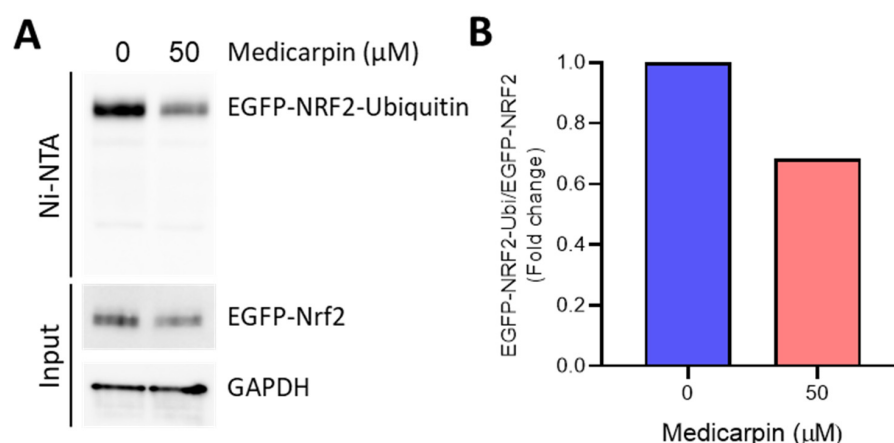 A
0 50 Medicarpin (µM)
EGFP-NRF2-Ubiquitin
Ni-NTA
EGFP-Nrf2
Input
GAPDH
B
EGFP-NRF2-Ubi/EGFP-NRF2
(Fold change)
1.0
0.8
0.6
0.4
0.2
0.0
0 50
Medicarpin (µM)